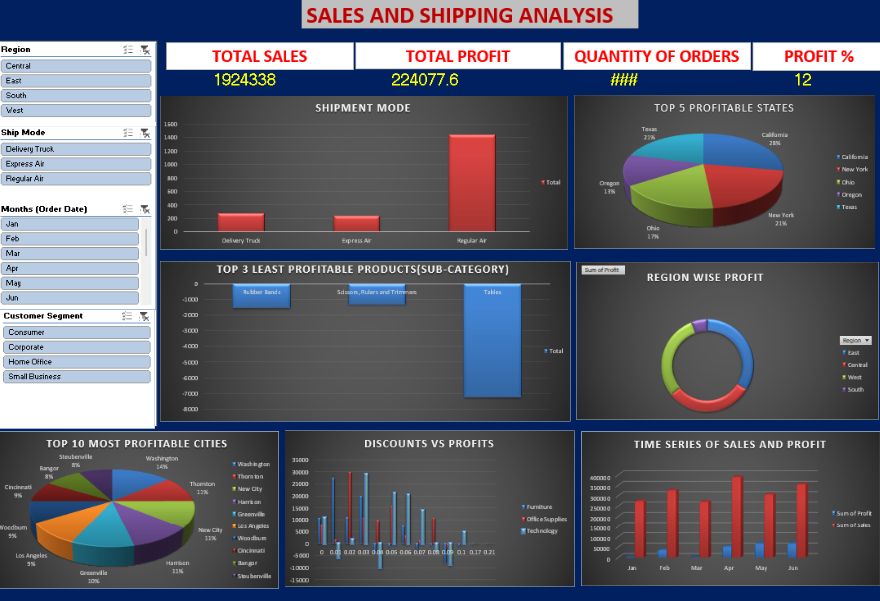 SALES AND SHIPPING ANALYSIS
TOTAL SALES
TOTAL PROFIT
QUANTITY OF ORDERS
PROFIT %
1924338
224077.6
###
12
Region
Central
East
South
West
Ship Mode
Delivery Truck
Express Air
Regular Air
Months (Order Date)
Jan
Feb
Mar
Apr
May
Jun
Customer Segment
Consumer
Corporate
Home Office
Small Business
SHIPMENT MODE
1600
1400
1200
1000
800
600
400
200
0
Delivery Truck
Express Air
Regular Air
Total
TOP 5 PROFITABLE STATES
Texas
21%
California
28%
Oregon
13%
Ohio
17%
New York
21%
California
New York
Ohio
Oregon
Texas
TOP 3 LEAST PROFITABLE PRODUCTS(SUB-CATEGORY)
0
-1000
-2000
-3000
-4000
-5000
-6000
-7000
-8000
Rubber Bands
Scissors, Rulers and Trimmers
Tables
Total
Sum of Profit
REGION WISE PROFIT
Region
East
Central
West
South
TOP 10 MOST PROFITABLE CITIES
Steubenville
8%
Washington
14%
Bangor
8%
Thornton
11%
Cincinnati
9%
New City
11%
Woodburn
9%
Los Angeles
9%
Harrison
11%
Greenville
10%
Washington
Thornton
New City
Harrison
Greenville
Los Angeles
Woodburn
Cincinnati
Bangor
Steubenville
DISCOUNTS VS PROFITS
35000
30000
25000
20000
15000
10000
5000
0
-5000
-10000
-15000
0 0.01 0.02 0.03 0.04 0.05 0.06 0.07 0.08 0.09 0.1 0.17 0.21
Furniture
Office Supplies
Technology
TIME SERIES OF SALES AND PROFIT
400000
350000
300000
250000
200000
150000
100000
50000
0
Jan Feb Mar Apr May Jun
Sum of Profit
Sum of Sales